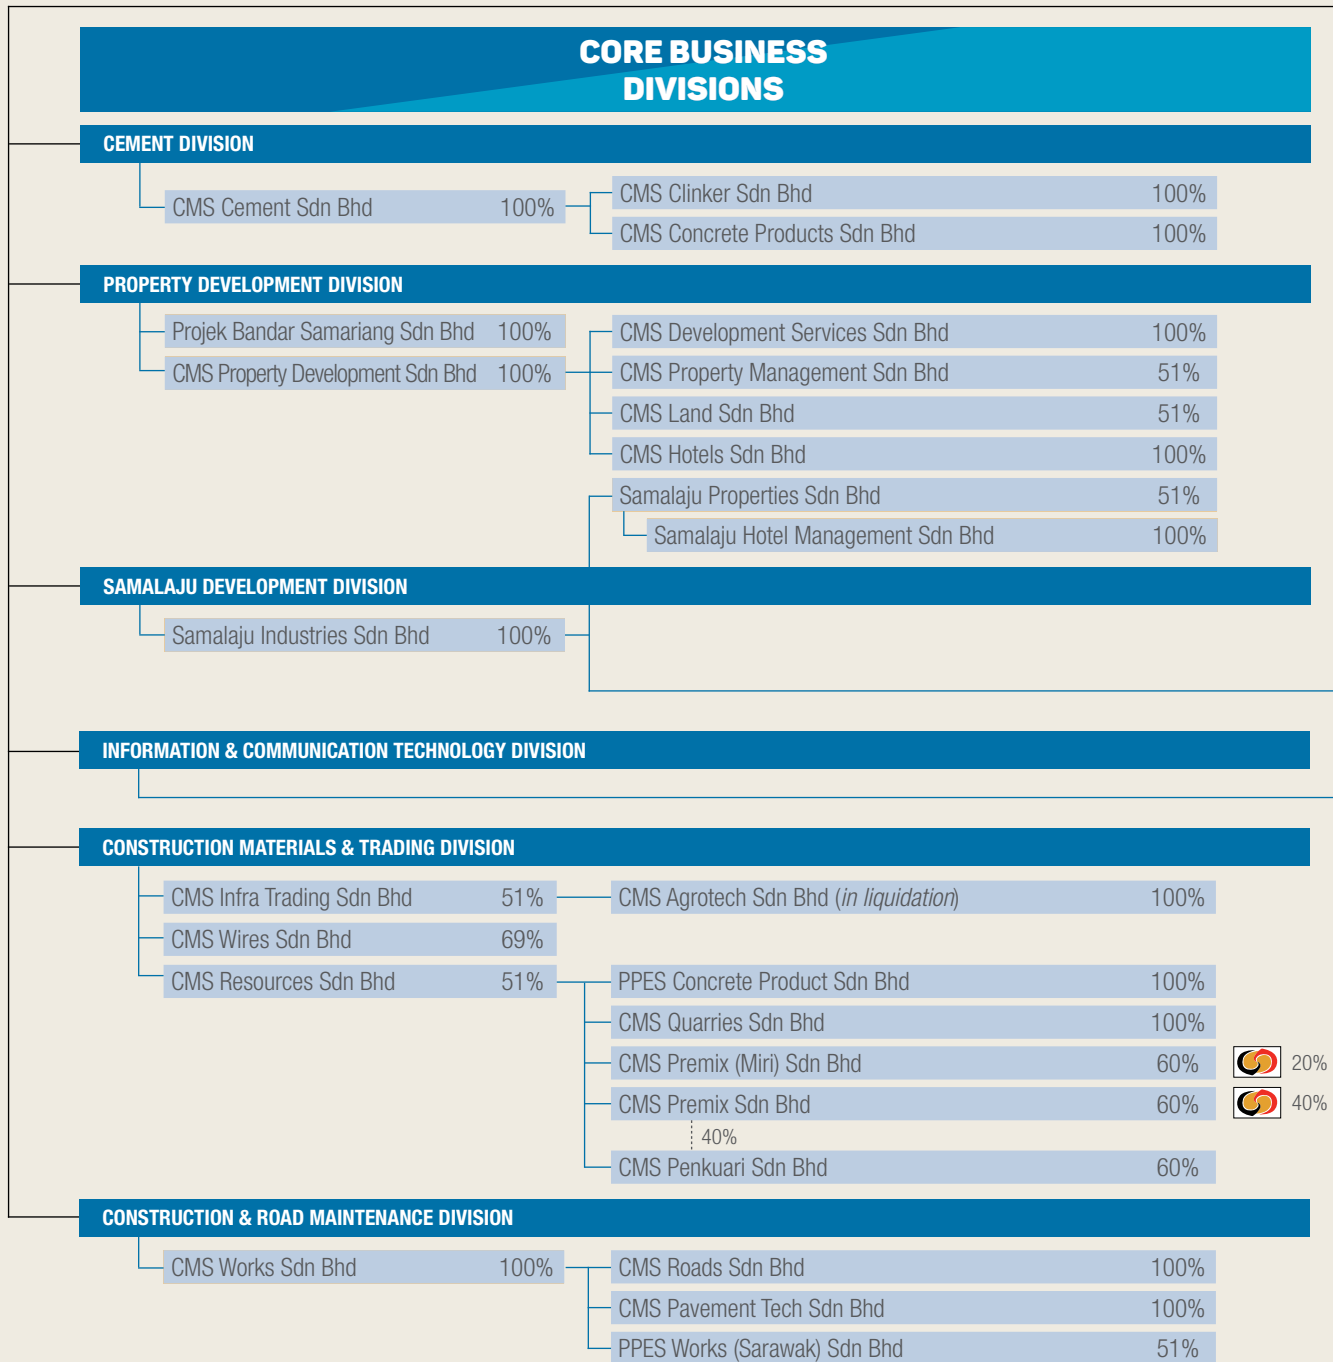 CORE BUSINESS
DIVISIONS
CEMENT DIVISION
CMS Cement Sdn Bhd 100%
CMS Clinker Sdn Bhd 100%
CMS Concrete Products Sdn Bhd 100%
PROPERTY DEVELOPMENT DIVISION
Projek Bandar Samariang Sdn Bhd 100%
CMS Property Development Sdn Bhd 100%
CMS Development Services Sdn Bhd 100%
CMS Property Management Sdn Bhd 51%
CMS Land Sdn Bhd 51%
CMS Hotels Sdn Bhd 100%
Samalaju Properties Sdn Bhd 51%
Samalaju Hotel Management Sdn Bhd 100%
SAMALAJU DEVELOPMENT DIVISION
Samalaju Industries Sdn Bhd 100%
INFORMATION & COMMUNICATION TECHNOLOGY DIVISION
CONSTRUCTION MATERIALS & TRADING DIVISION
CMS Infra Trading Sdn Bhd 51%
CMS Agrotech Sdn Bhd (in liquidation) 100%
CMS Wires Sdn Bhd 69%
CMS Resources Sdn Bhd 51%
PPES Concrete Product Sdn Bhd 100%
CMS Quarries Sdn Bhd 100%
CMS Premix (Miri) Sdn Bhd 60% 20%
CMS Premix Sdn Bhd 60% 40%
40%
CMS Penkuari Sdn Bhd 60%
CONSTRUCTION & ROAD MAINTENANCE DIVISION
CMS Works Sdn Bhd 100%
CMS Roads Sdn Bhd 100%
CMS Pavement Tech Sdn Bhd 100%
PPES Works (Sarawak) Sdn Bhd 51%